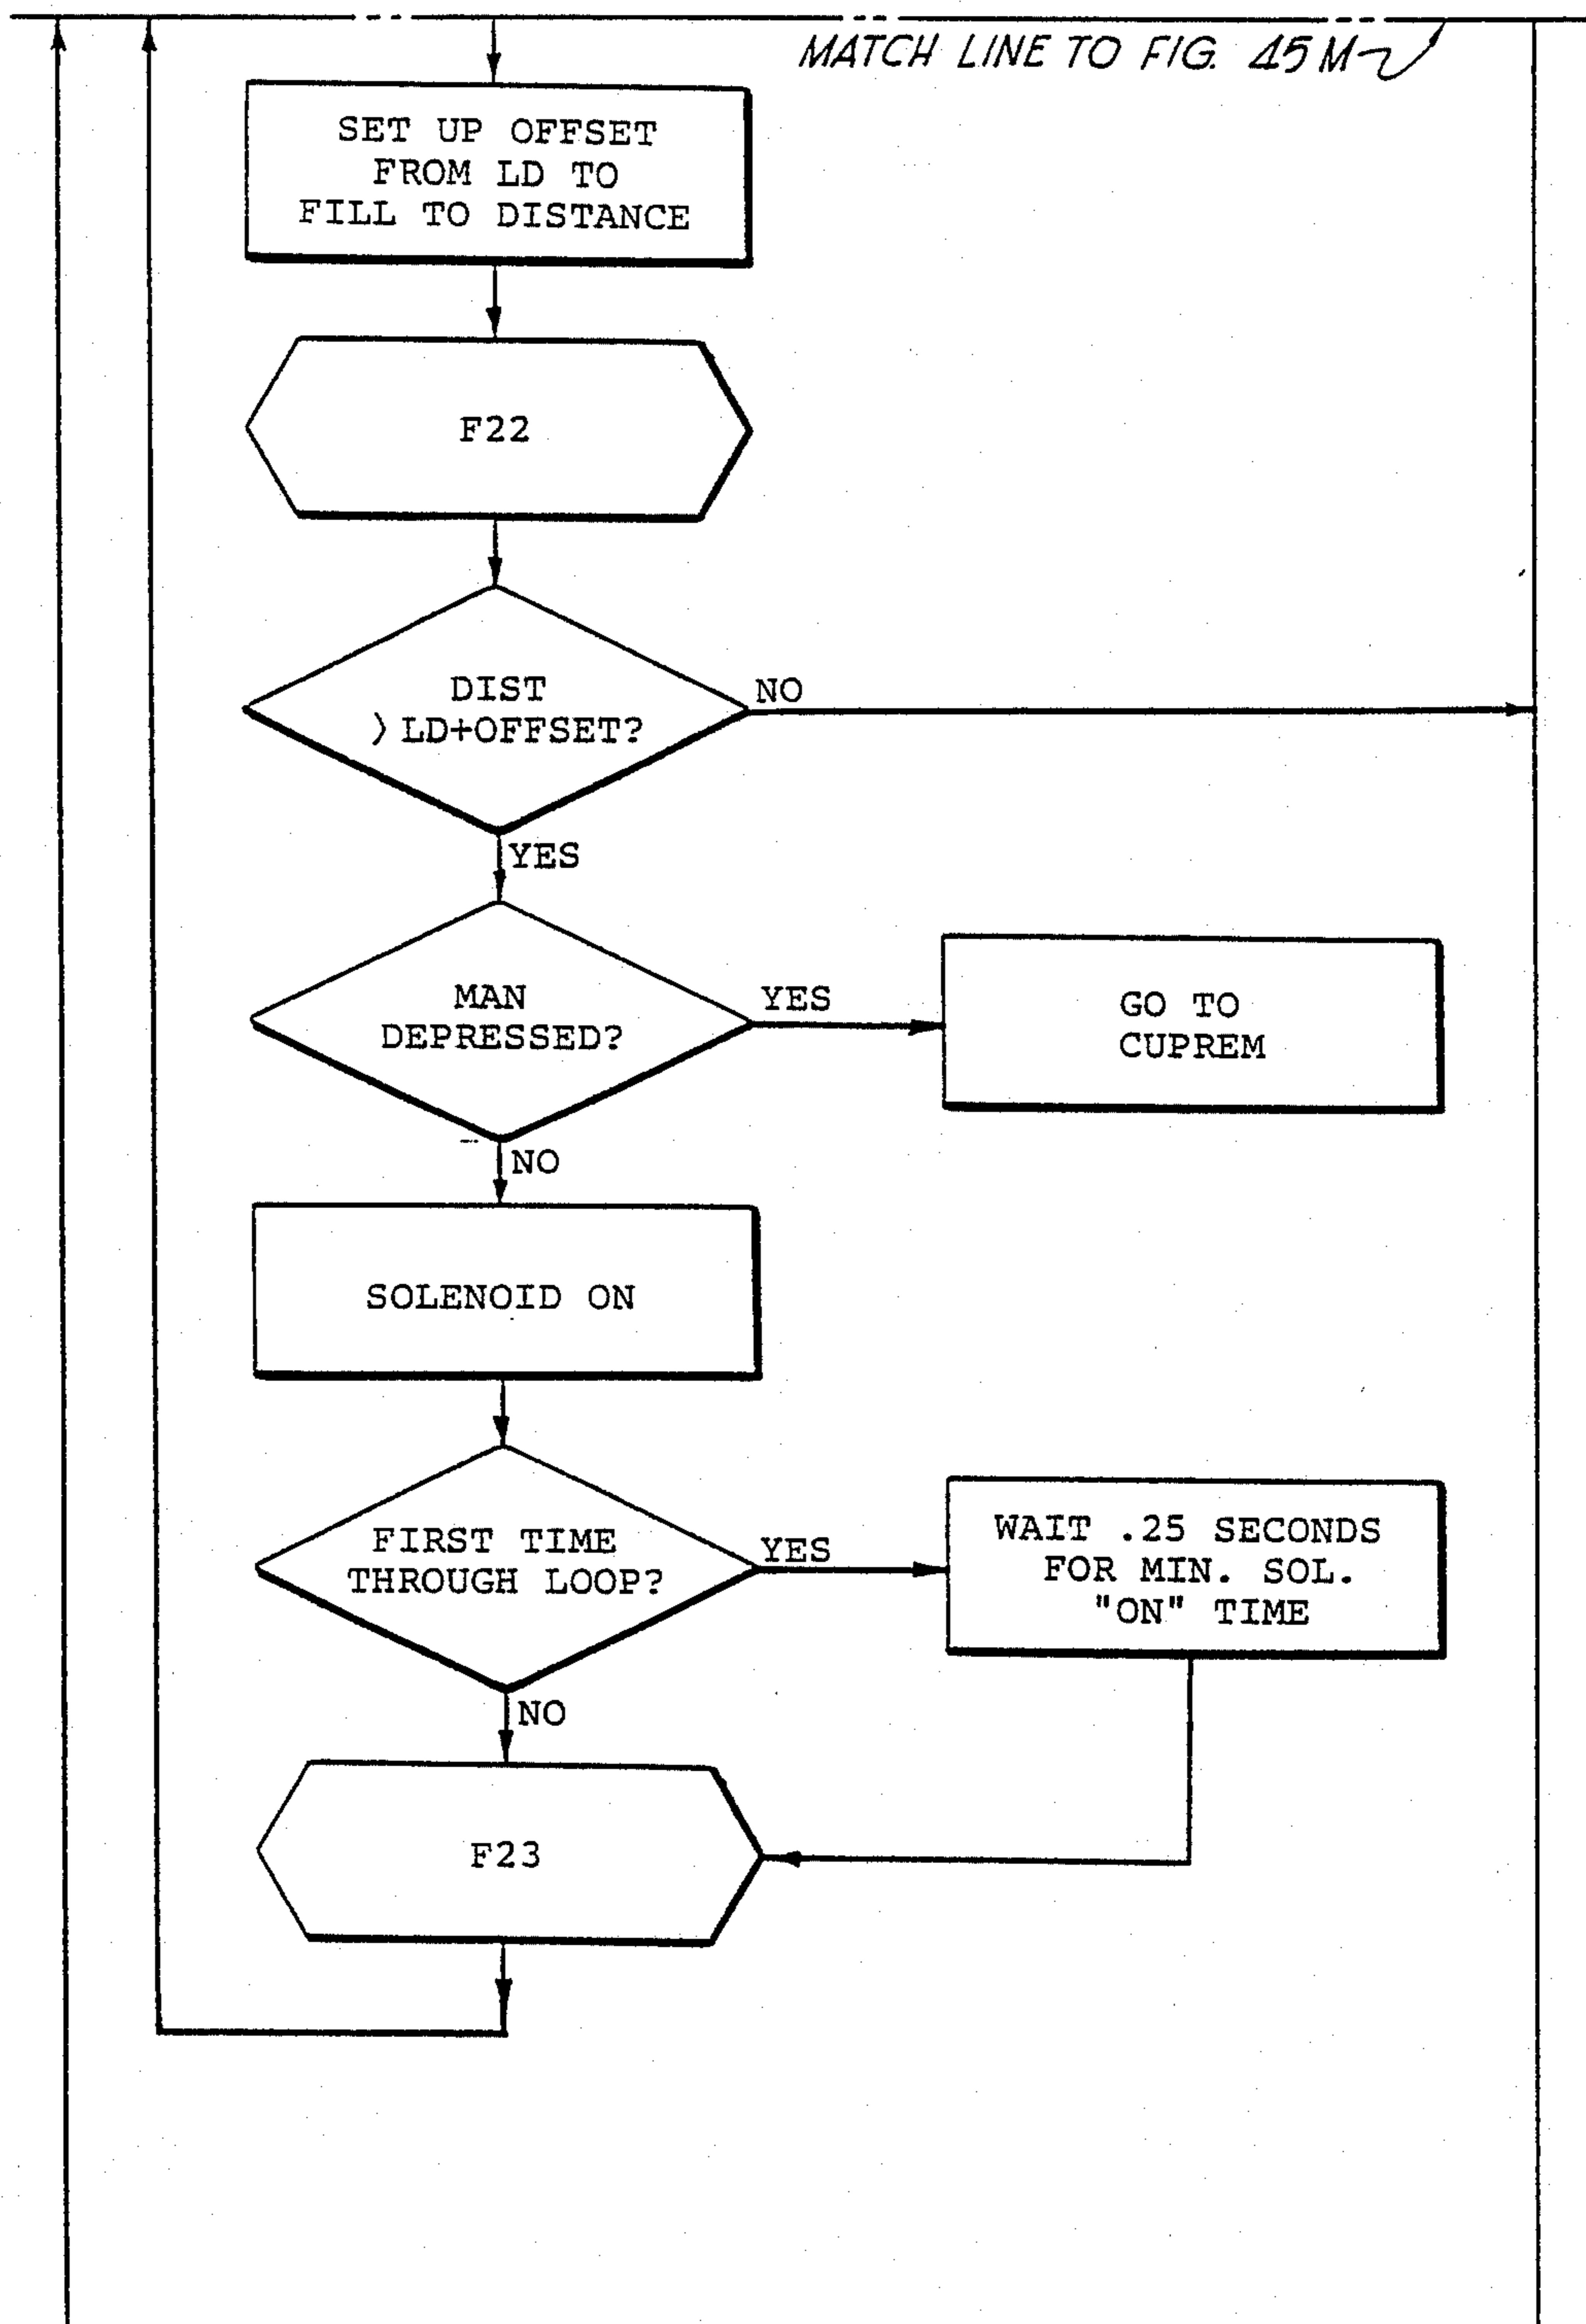 MATCH LINE TO FIG. 45M
SET UP OFFSET
FROM LD TO
FILL TO DISTANCE
F22
DIST
>LD+OFFSET?
NO
YES
MAN
DEPRESSED?
YES
GO TO
CUPREM
NO
SOLENOID ON
FIRST TIME
THROUGH LOOP?
YES
WAIT .25 SECONDS
FOR MIN. SOL.
"ON" TIME
NO
F23